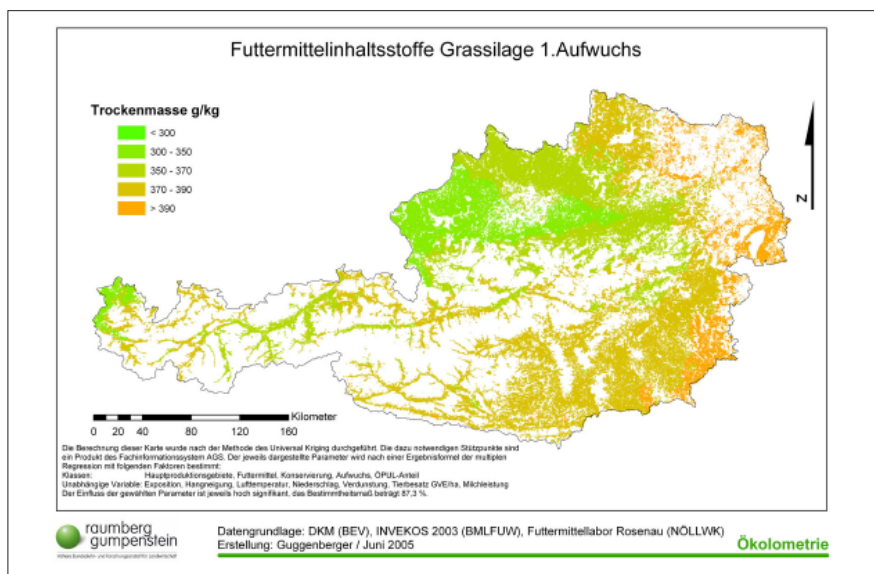 Futtermittelinhaltsstoffe Grassilage 1.Aufwuchs
Trockenmasse g/kg
< 300
300 - 350
350 - 370
370 - 390
> 390
N
Kilometer
0 20 40 80 120 160
Die Berechnung dieser Karte wurde nach der Methode des Universal Kriging durchgeführt. Die dazu notwendigen Stützpunkte sind
ein Produkt des Fachinformationssystem AGS. Der jeweils dargestellte Parameter wird nach einer Ergebnisformel der multiplen
Regression mit folgenden Faktoren bestimmt:
Klassen: Hauptproduktionsgebiete, Futtermittel, Konservierung, Aufwuchs, ÖPUL-Anteil
Unabhängige Variable: Exposition, Hangneigung, Lufttemperatur, Niederschlag, Verdunstung, Tierbesatz GVE/ha, Milchleistung
Der Einfluss der gewählten Parameter ist jeweils hoch signifikant, das Bestimmtheitsmaß beträgt 87,3 %.
raumberg
gumpenstein
Datengrundlage: DKM (BEV), INVEKOS 2003 (BMLFUW), Futtermittellabor Rosenau (NÖLLWK)
Erstellung: Guggenberger / Juni 2005
Ökolometrie